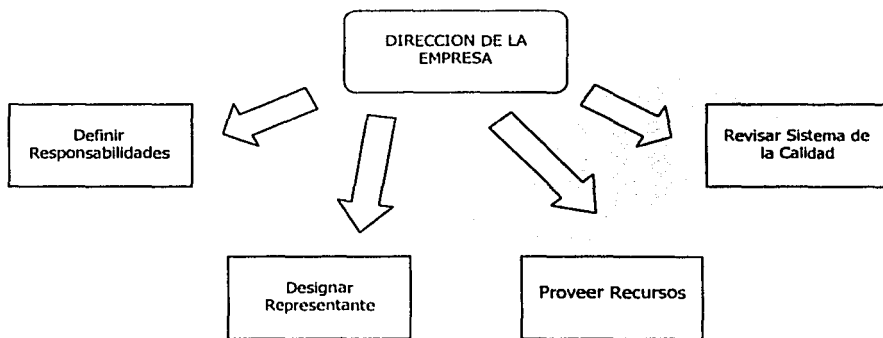 DIRECCION DE LA
EMPRESA
Definir
Responsabilidades
Revisar Sistema de
la Calidad
Designar
Representante
Proveer Recursos